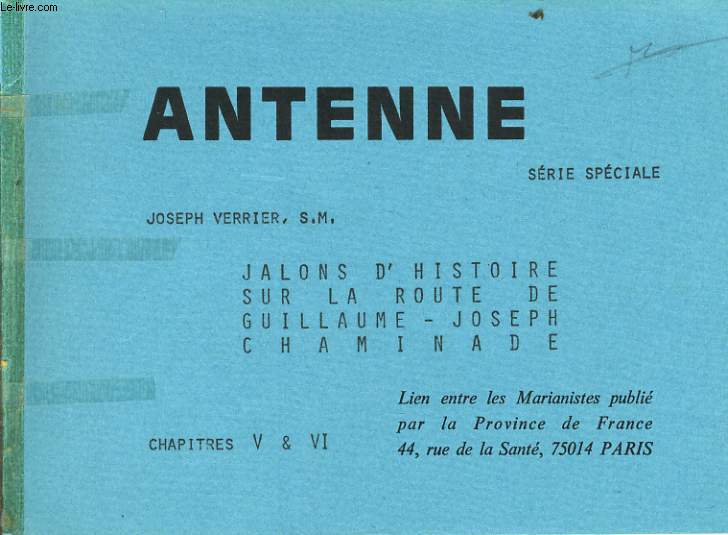 Le-livre.com
ANTENNE
SÉRIE SPÉCIALE
JOSEPH VERRIER, S.M.
JALONS D'HISTOIRE
SUR LA ROUTE DE
GUILLAUME - JOSEPH
CHAMINADE
Lien entre les Marianistes publié
par la Province de France
44, rue de la Santé, 75014 PARIS
CHAPITRES V & VI